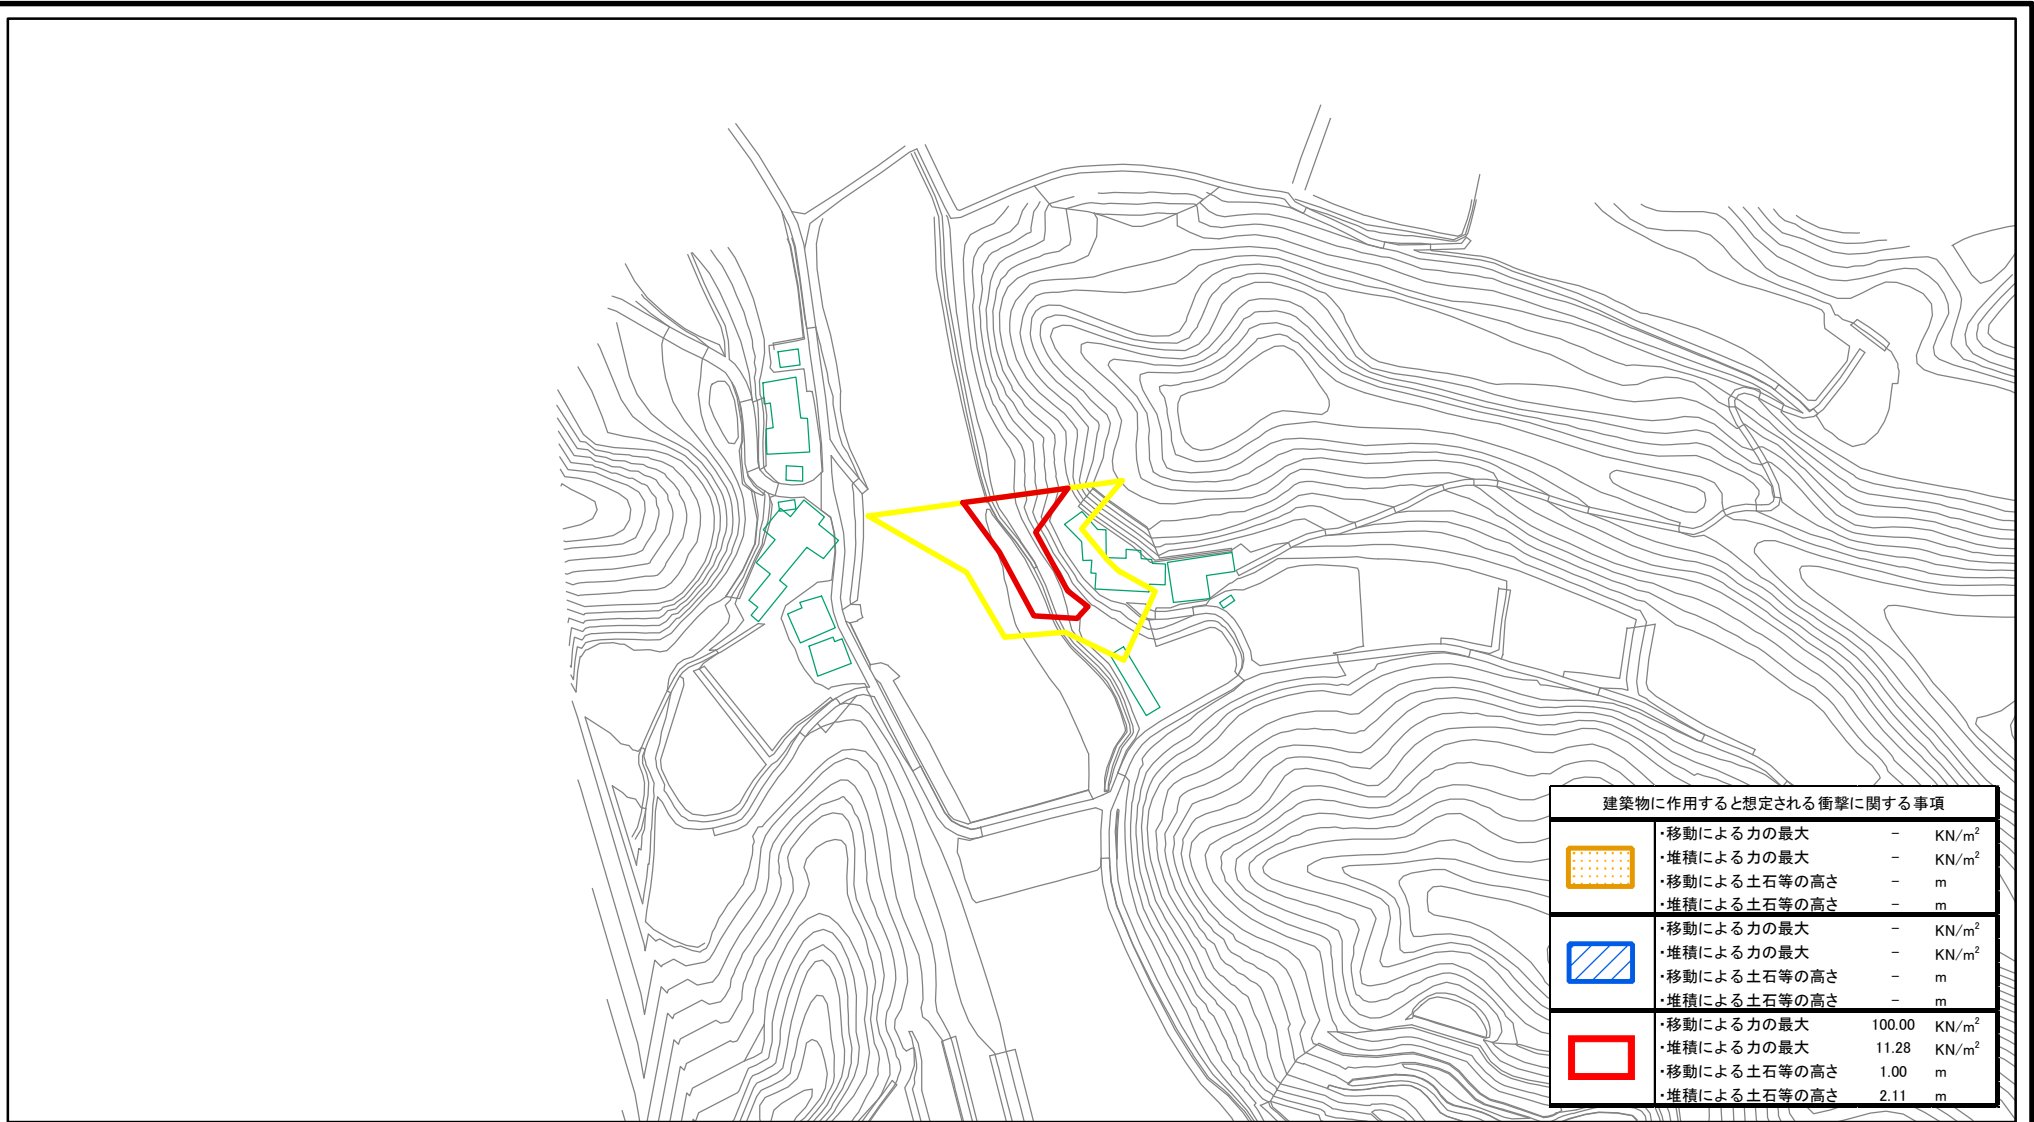 建築物に作用すると想定される衝撃に関する事項
・移動による力の最大 － KN/m²
・堆積による力の最大 － KN/m²
・移動による土石等の高さ － m
・堆積による土石等の高さ － m
・移動による力の最大 － KN/m²
・堆積による力の最大 － KN/m²
・移動による土石等の高さ － m
・堆積による土石等の高さ － m
・移動による力の最大 100.00 KN/m²
・堆積による力の最大 11.28 KN/m²
・移動による土石等の高さ 1.00 m
・堆積による土石等の高さ 2.11 m